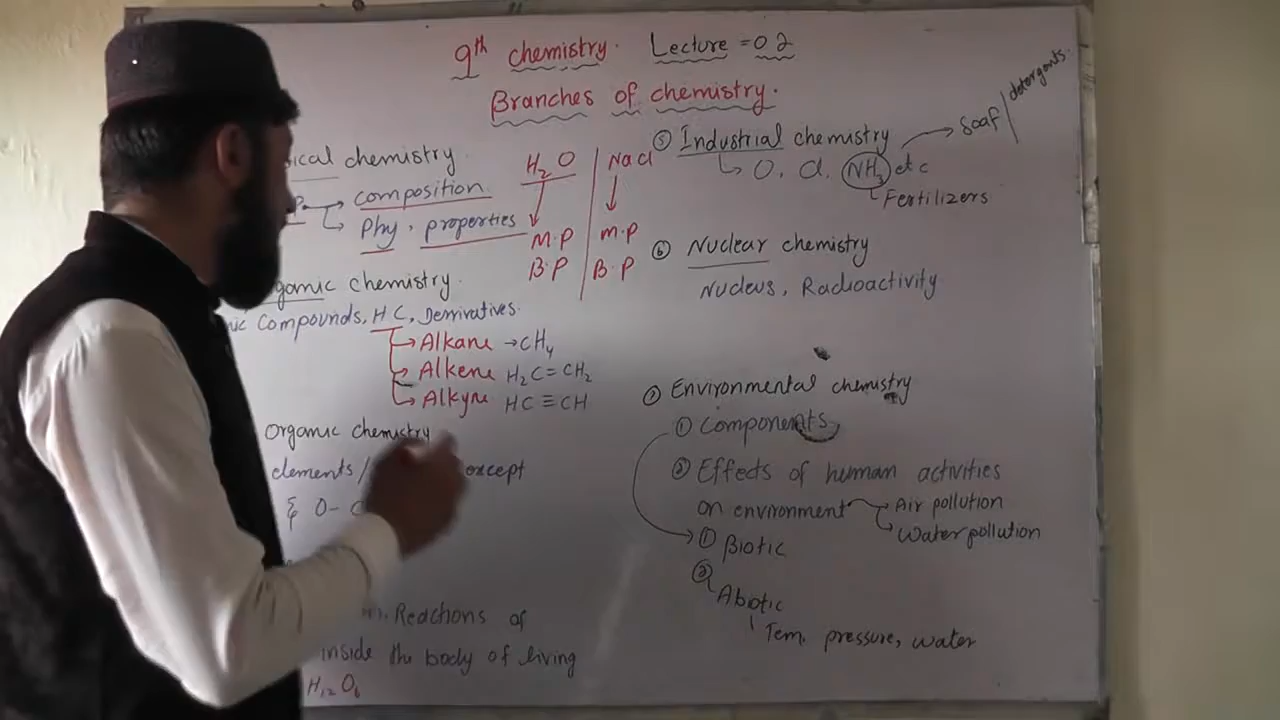 9th chemistry. Lecture = 02
Branches of chemistry.
ical chemistry
composition
Phy. properties
H2O | NaCl
M.P | m.p
B.P | B.P
ganic chemistry.
ic compounds, HC, Derivatives.
Alkane → CH4
Alkene H2C=CH2
Alkyne HC≡CH
Organic chemistry
elements/ except
O-
Reactions of
inside the body of living
H12O6
⑤ Industrial chemistry → Soaf/detergents.
O, Cl, NH3 etc
Fertilizers
⑥ Nuclear chemistry
Nucleus, Radioactivity
⑦ Environmental chemistry
① Components
② Effects of human activities
on environment → Air pollution
→ Water pollution
① Biotic
② Abiotic
Tem, pressure, water